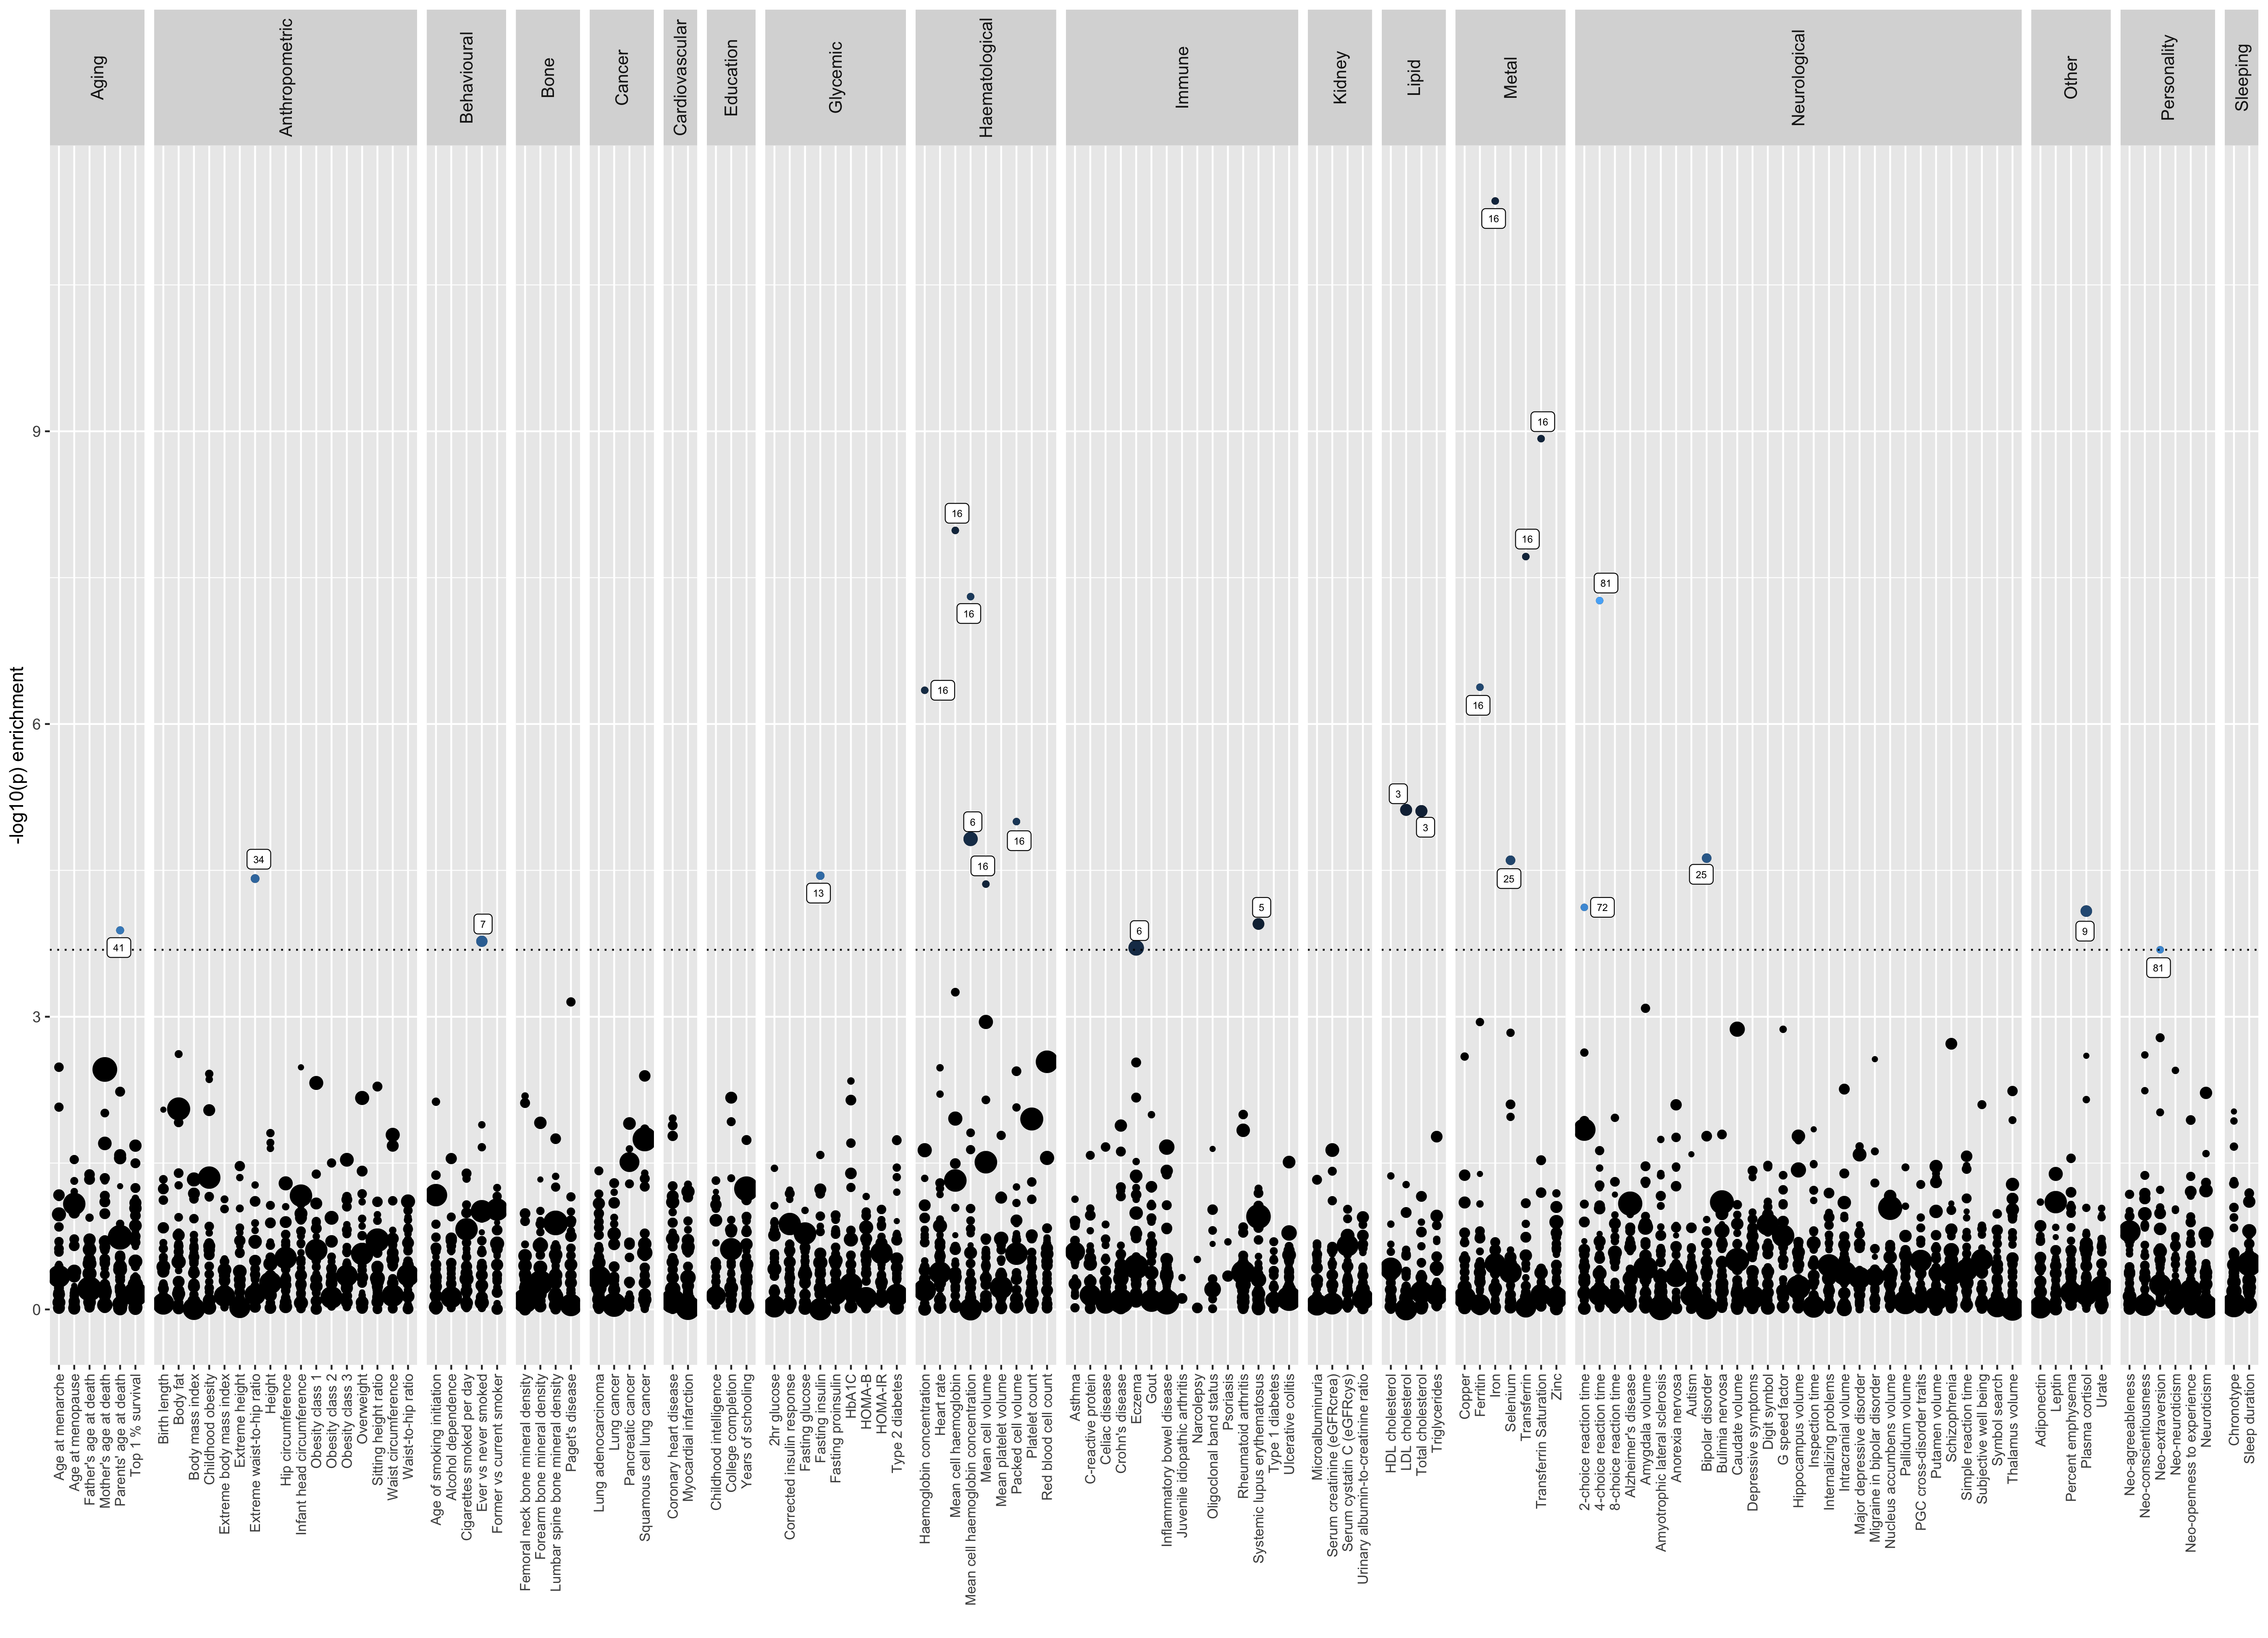 Aging
Anthropometric
Behavioural
Bone
Cancer
Cardiovascular
Education
Glycemic
Haematological
Immune
Kidney
Lipid
Metal
Neurological
Other
Personality
Sleeping
-log10(p) enrichment
9
6
3
0
41
34
7
13
16
16
16
6
16
16
6
5
3
3
16
16
16
16
25
81
72
25
9
81
Age at menarche
Age at menopause
Father's age at death
Mother's age at death
Parents' age at death
Top 1 % survival
Birth length
Body fat
Body mass index
Childhood obesity
Extreme body mass index
Extreme height
Extreme waist-to-hip ratio
Height
Hip circumference
Infant head circumference
Obesity class 1
Obesity class 2
Obesity class 3
Overweight
Sitting height ratio
Waist circumference
Waist-to-hip ratio
Age of smoking initiation
Alcohol dependence
Cigarettes smoked per day
Ever vs never smoked
Former vs current smoker
Femoral neck bone mineral density
Forearm bone mineral density
Lumbar spine bone mineral density
Paget's disease
Lung adenocarcinoma
Lung cancer
Pancreatic cancer
Squamous cell lung cancer
Coronary heart disease
Myocardial infarction
Childhood intelligence
College completion
Years of schooling
2hr glucose
Corrected insulin response
Fasting glucose
Fasting insulin
Fasting proinsulin
HbA1C
HOMA-B
HOMA-IR
Type 2 diabetes
Haemoglobin concentration
Heart rate
Mean cell haemoglobin
Mean cell haemoglobin concentration
Mean cell volume
Mean platelet volume
Packed cell volume
Platelet count
Red blood cell count
Asthma
C-reactive protein
Celiac disease
Crohn's disease
Eczema
Gout
Inflammatory bowel disease
Juvenile idiopathic arthritis
Narcolepsy
Oligoclonal band status
Psoriasis
Rheumatoid arthritis
Systemic lupus erythematosus
Type 1 diabetes
Ulcerative colitis
Microalbuminuria
Serum creatinine (eGFRcrea)
Serum cystatin C (eGFRcys)
Urinary albumin-to-creatinine ratio
HDL cholesterol
LDL cholesterol
Total cholesterol
Triglycerides
Copper
Ferritin
Iron
Selenium
Transferrin
Transferrin Saturation
Zinc
2-choice reaction time
4-choice reaction time
8-choice reaction time
Alzheimer's disease
Amygdala volume
Amyotrophic lateral sclerosis
Anorexia nervosa
Autism
Bipolar disorder
Bulimia nervosa
Caudate volume
Depressive symptoms
Digit symbol
G speed factor
Hippocampus volume
Inspection time
Internalizing problems
Intracranial volume
Major depressive disorder
Migraine in bipolar disorder
Nucleus accumbens volume
Pallidum volume
PGC cross-disorder traits
Putamen volume
Schizophrenia
Simple reaction time
Subjective well being
Symbol search
Thalamus volume
Adiponectin
Leptin
Percent emphysema
Plasma cortisol
Urate
Neo-agreeableness
Neo-conscientiousness
Neo-extraversion
Neo-neuroticism
Neo-openness to experience
Neuroticism
Chronotype
Sleep duration